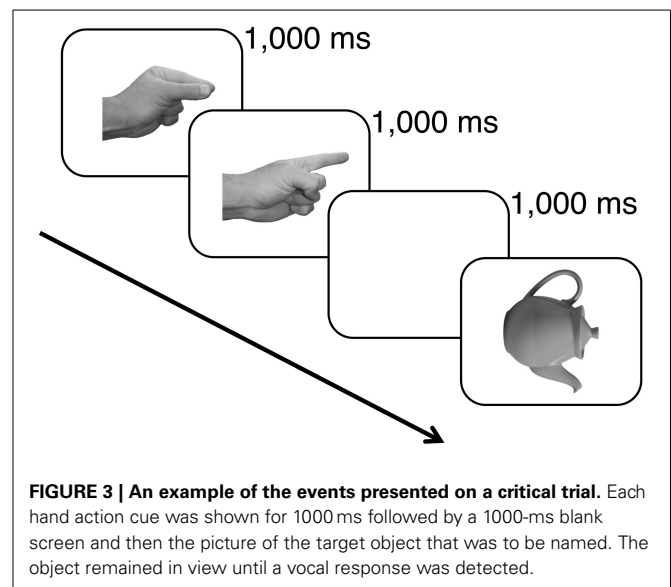 1,000 ms
1,000 ms
1,000 ms
FIGURE 3 | An example of the events presented on a critical trial. Each
hand action cue was shown for 1000 ms followed by a 1000-ms blank
screen and then the picture of the target object that was to be named. The
object remained in view until a vocal response was detected.